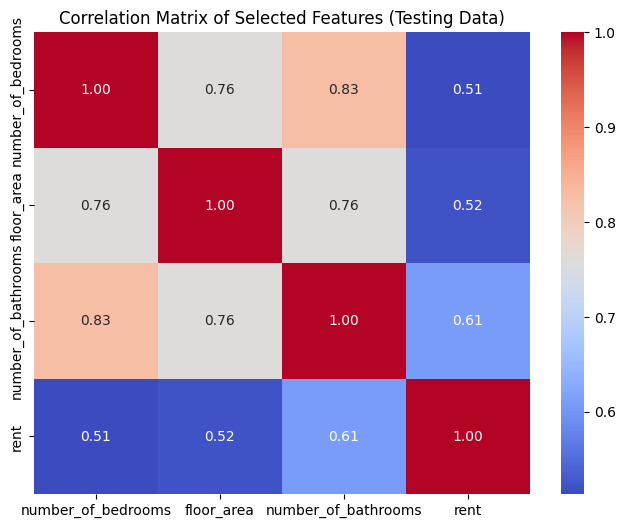 Correlation Matrix of Selected Features (Testing Data)
number_of_bedrooms
1.00 0.76 0.83 0.51
floor_area
0.76 1.00 0.76 0.52
number_of_bathrooms
0.83 0.76 1.00 0.61
rent
0.51 0.52 0.61 1.00
number_of_bedrooms floor_area number_of_bathrooms rent
1.0
0.9
0.8
0.7
0.6